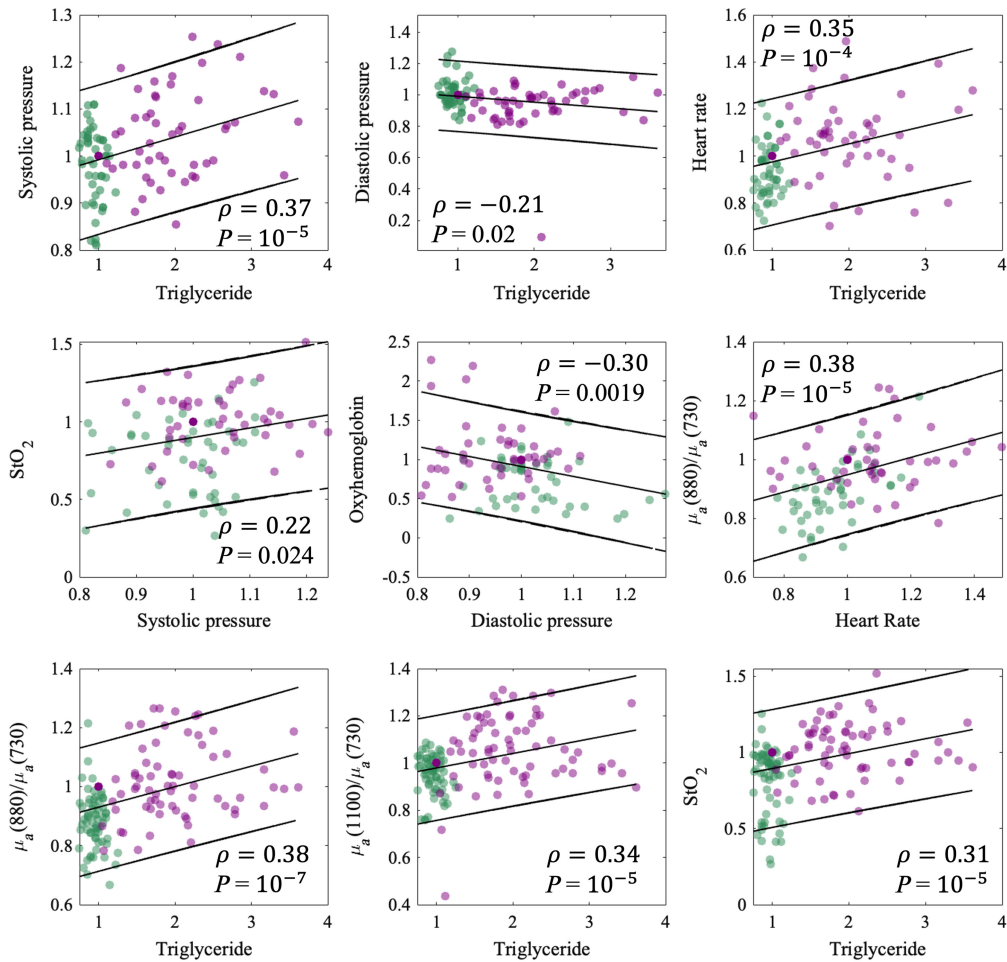 1.3
1.2
1.1
1
0.9
0.8
Systolic pressure
ρ = 0.37
P = 10⁻⁵
1 2 3 4
Triglyceride
1.4
1.2
1.0
0.8
0.6
0.4
0.2
Diastolic pressure
ρ = −0.21
P = 0.02
1 2 3
Triglyceride
1.6
1.4
1.2
1
0.8
0.6
Heart rate
ρ = 0.35
P = 10⁻⁴
1 2 3 4
Triglyceride
1.5
1
0.5
0
StO₂
ρ = 0.22
P = 0.024
0.8 0.9 1 1.1 1.2
Systolic pressure
2.5
2
1.5
1
0.5
0
-0.5
Oxyhemoglobin
ρ = −0.30
P = 0.0019
0.8 0.9 1 1.1 1.2
Diastolic pressure
1.4
1.2
1
0.8
0.6
μₐ(880)/μₐ(730)
ρ = 0.38
P = 10⁻⁵
0.6 0.8 1 1.2 1.4
Heart Rate
1.4
1.2
1
0.8
0.6
μₐ(880)/μₐ(730)
ρ = 0.38
P = 10⁻⁷
1 2 3 4
Triglyceride
1.4
1.2
1
0.8
0.6
0.4
μₐ(1100)/μₐ(730)
ρ = 0.34
P = 10⁻⁵
1 2 3 4
Triglyceride
1.5
1
0.5
0
StO₂
ρ = 0.31
P = 10⁻⁵
1 2 3 4
Triglyceride